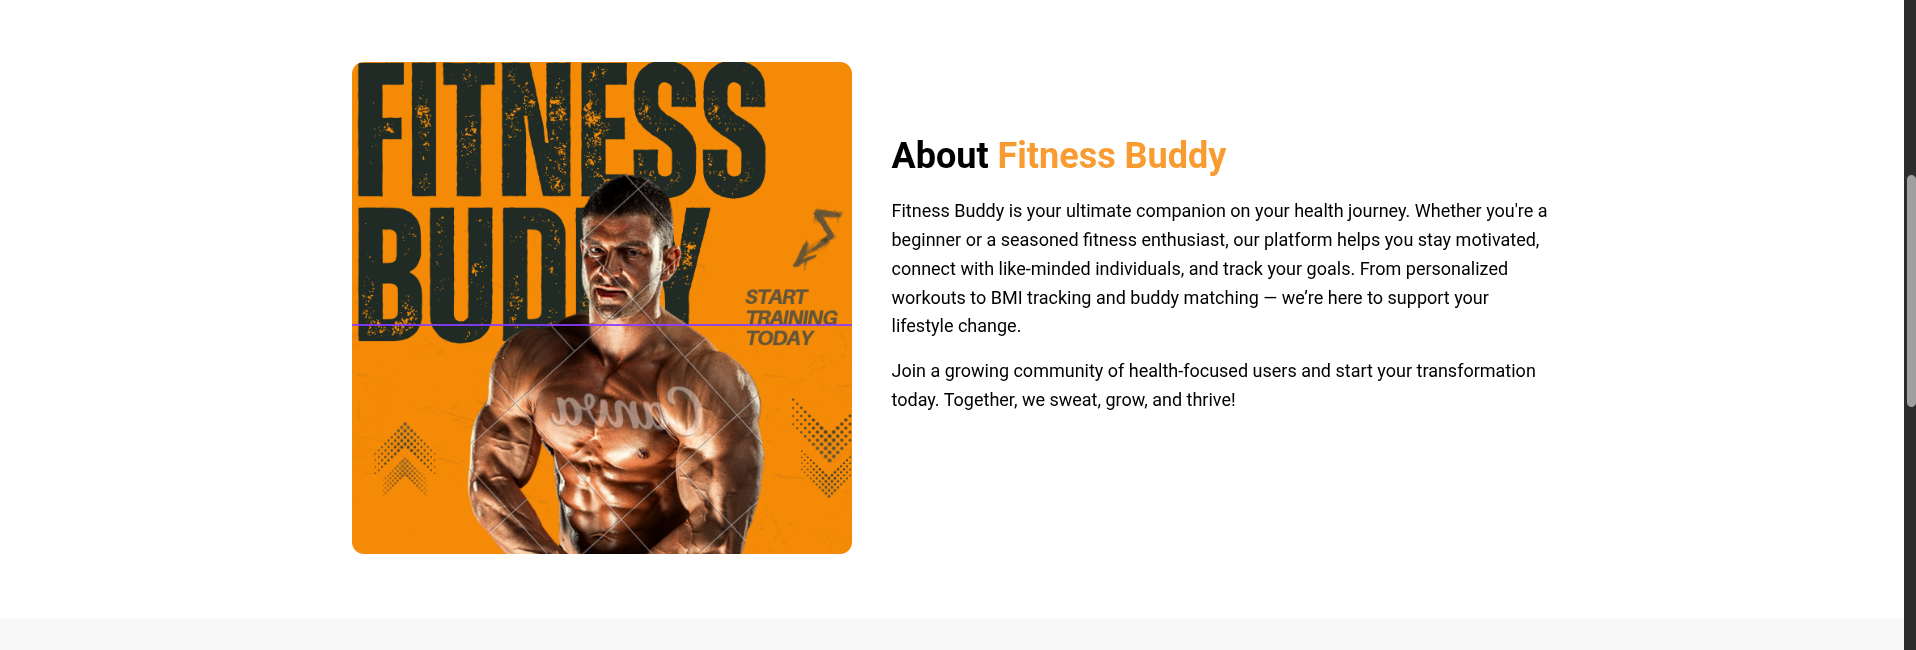 FITNESS
BUDDY
START
TRAINING
TODAY
Canva
About Fitness Buddy
Fitness Buddy is your ultimate companion on your health journey. Whether you're a
beginner or a seasoned fitness enthusiast, our platform helps you stay motivated,
connect with like-minded individuals, and track your goals. From personalized
workouts to BMI tracking and buddy matching — we’re here to support your
lifestyle change.
Join a growing community of health-focused users and start your transformation
today. Together, we sweat, grow, and thrive!